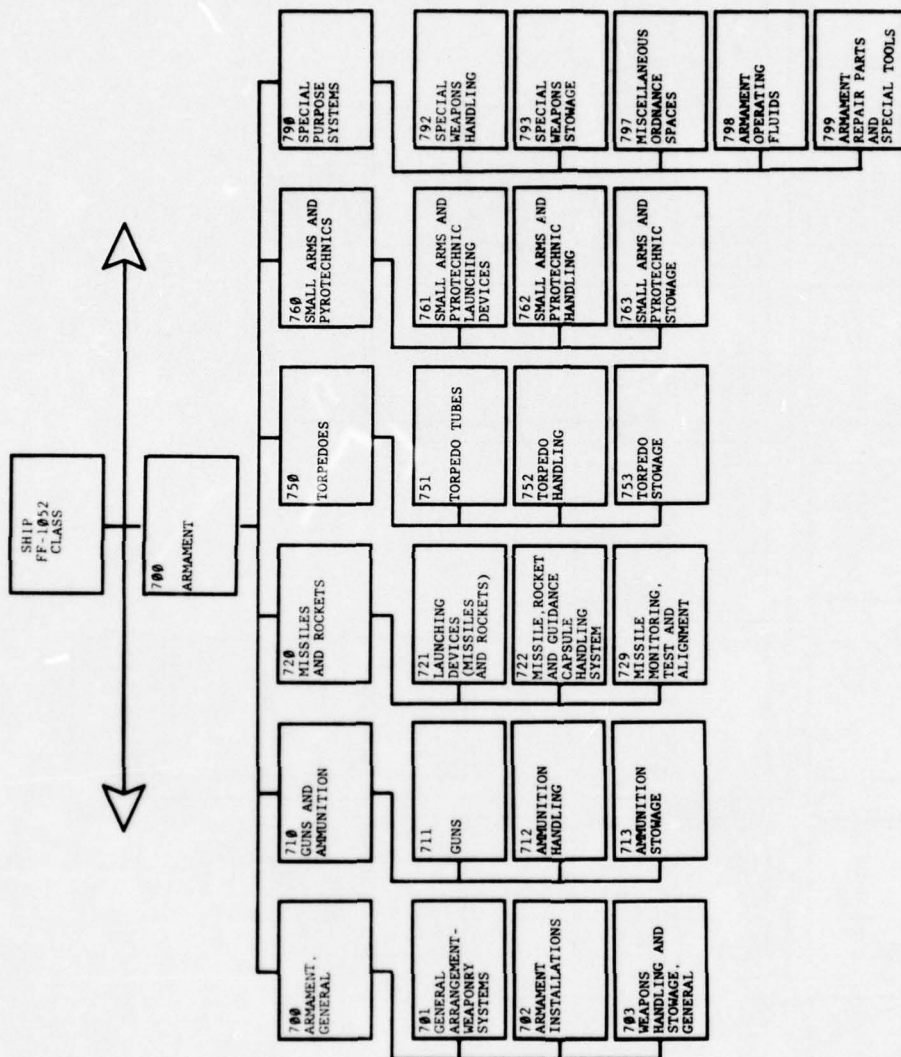 SHIP
FF-1052
CLASS
700
ARMAMENT
700
ARMAMENT,
GENERAL
701
GENERAL
ARRANGEMENT-
WEAPONRY
SYSTEMS
702
ARMAMENT
INSTALLATIONS
703
WEAPONS
HANDLING AND
STOWAGE,
GENERAL
710
GUNS AND
AMMUNITION
711
GUNS
712
AMMUNITION
HANDLING
713
AMMUNITION
STOWAGE
720
MISSILES
AND ROCKETS
721
LAUNCHING
DEVICES
(MISSILES
AND ROCKETS)
722
MISSILE,ROCKET
AND GUIDANCE
CAPSULE
HANDLING
SYSTEM
729
MISSILE
MONITORING,
TEST AND
ALIGNMENT
750
TORPEDOES
751
TORPEDO TUBES
752
TORPEDO
HANDLING
753
TORPEDO
STOWAGE
760
SMALL ARMS AND
PYROTECHNICS
761
SMALL ARMS AND
PYROTECHNIC
LAUNCHING
DEVICES
762
SMALL ARMS AND
PYROTECHNIC
HANDLING
763
SMALL ARMS AND
PYROTECHNIC
STOWAGE
790
SPECIAL
PURPOSE
SYSTEMS
792
SPECIAL
WEAPONS
HANDLING
793
SPECIAL
WEAPONS
STOWAGE
797
MISCELLANEOUS
ORDNANCE
SPACES
798
ARMAMENT
OPERATING
FLUIDS
799
ARMAMENT
REPAIR PARTS
AND
SPECIAL TOOLS